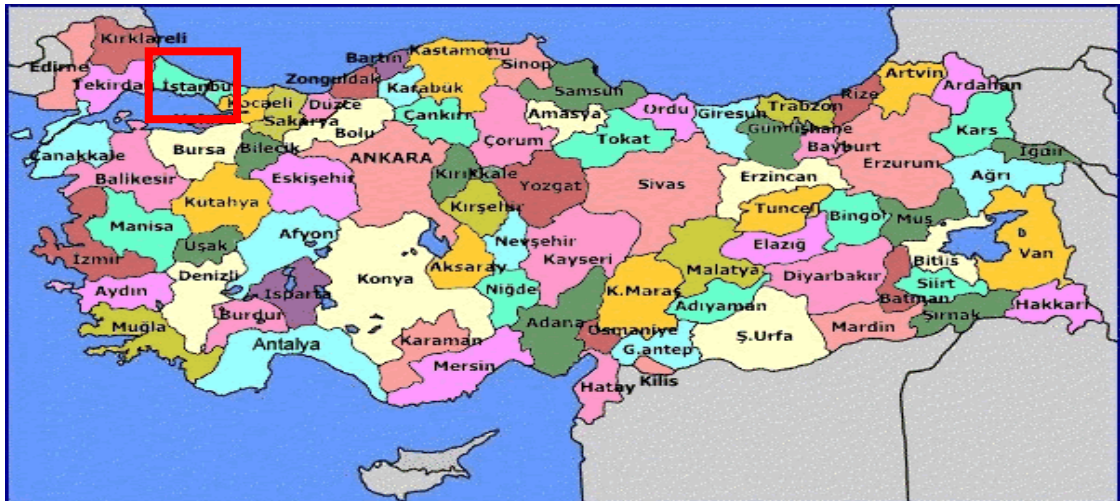 Kırklareli
Edirne
Tekirdağ
İstanbul
Kocaeli
Sakarya
Düzce
Zonguldak
Bartın
Karabük
Kastamonu
Sinop
Samsun
Ordu
Giresun
Trabzon
Rize
Artvin
Ardahan
Kars
Iğdır
Ağrı
Erzurum
Bayburt
Gümüşhane
Erzincan
Sivas
Tokat
Amasya
Çorum
Çankırı
Bolu
Bilecik
Bursa
Çanakkale
Balikesir
Kutahya
Eskişehir
ANKARA
Kırıkkale
Yozgat
Kırşehir
Nevşehir
Kayseri
Malatya
Elazığ
Tunceli
Bingöl
Muş
Bitlis
Van
Hakkari
Şırnak
Siirt
Batman
Diyarbakır
Mardin
Ş.Urfa
Adıyaman
K.Maraş
G.antep
Kilis
Hatay
Osmaniye
Adana
Niğde
Aksaray
Konya
Karaman
Mersin
Antalya
Isparta
Burdur
Afyon
Uşak
Denizli
Manisa
İzmir
Aydın
Muğla